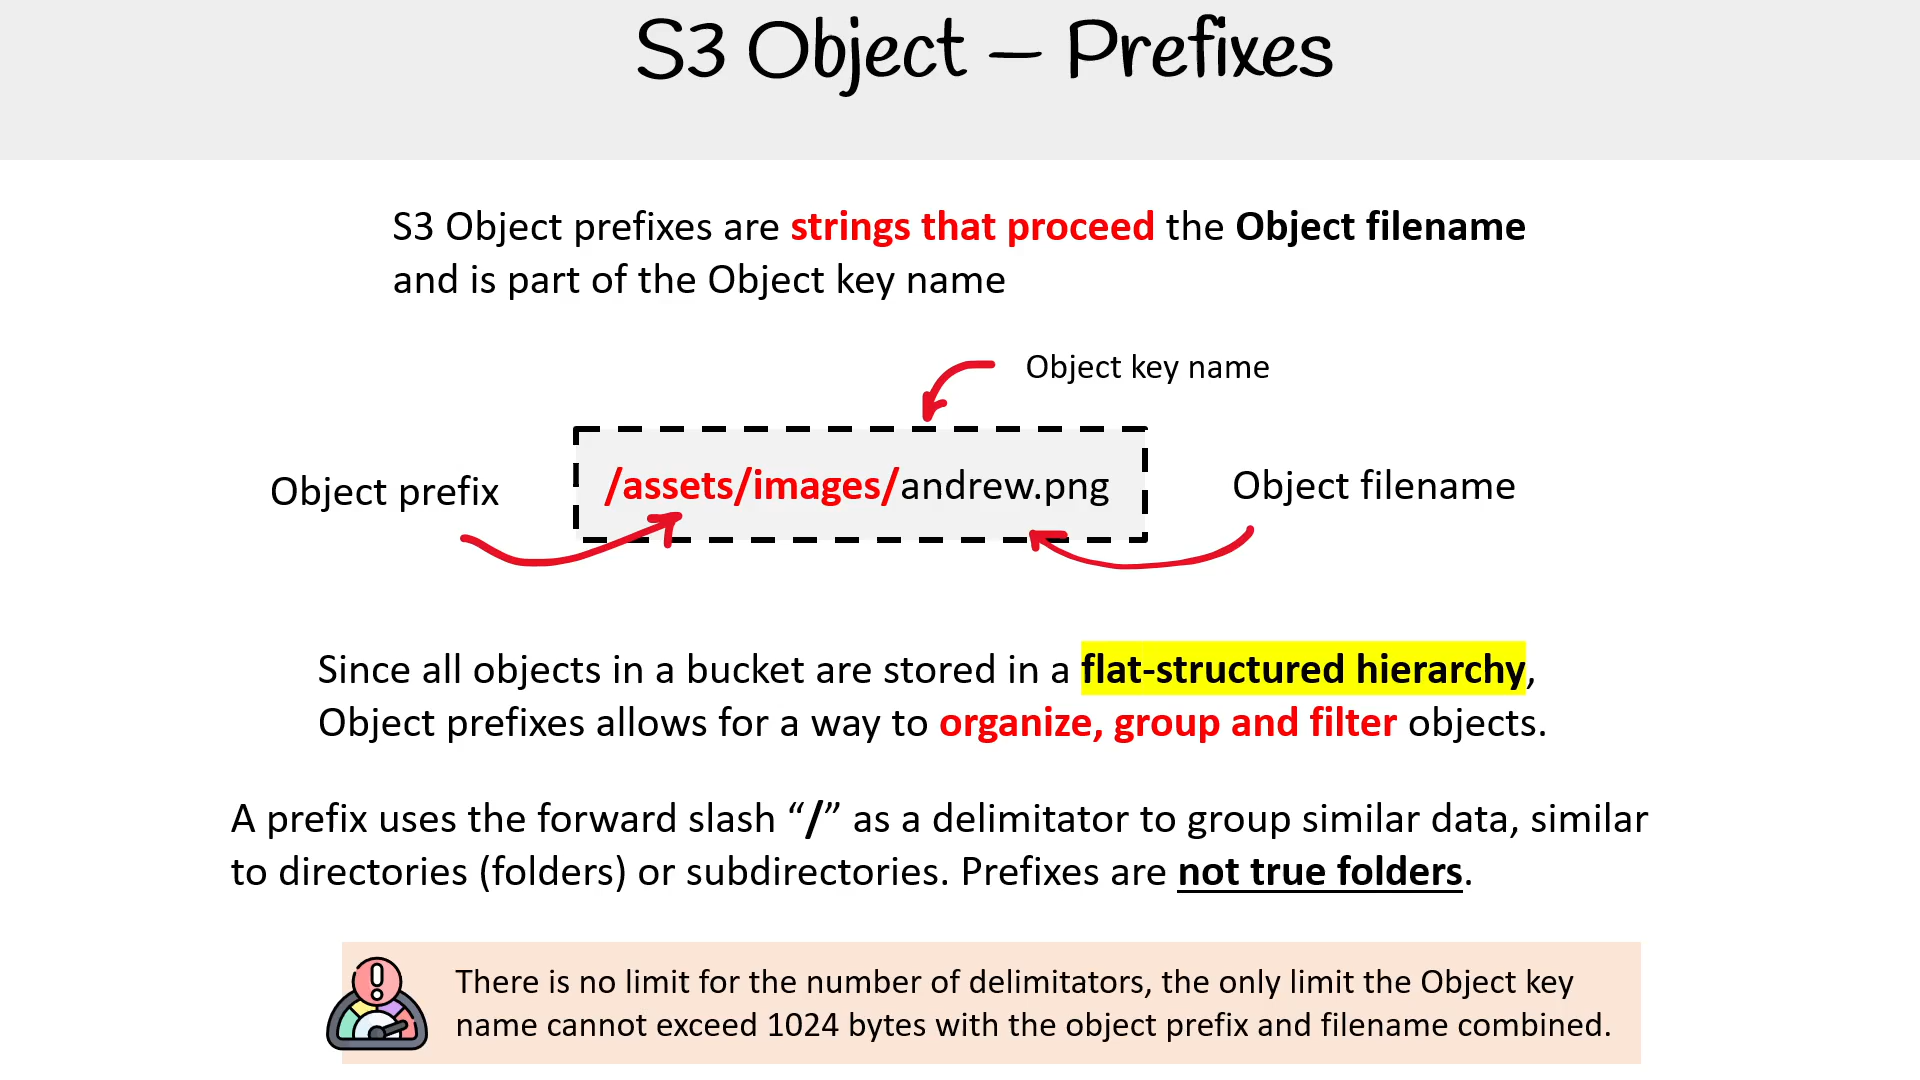 S3 Object – Prefixes
S3 Object prefixes are strings that proceed the Object filename
and is part of the Object key name
Object key name
Object prefix
/assets/images/andrew.png
Object filename
Since all objects in a bucket are stored in a flat-structured hierarchy,
Object prefixes allows for a way to organize, group and filter objects.
A prefix uses the forward slash “/” as a delimitator to group similar data, similar
to directories (folders) or subdirectories. Prefixes are not true folders.
There is no limit for the number of delimitators, the only limit the Object key
name cannot exceed 1024 bytes with the object prefix and filename combined.